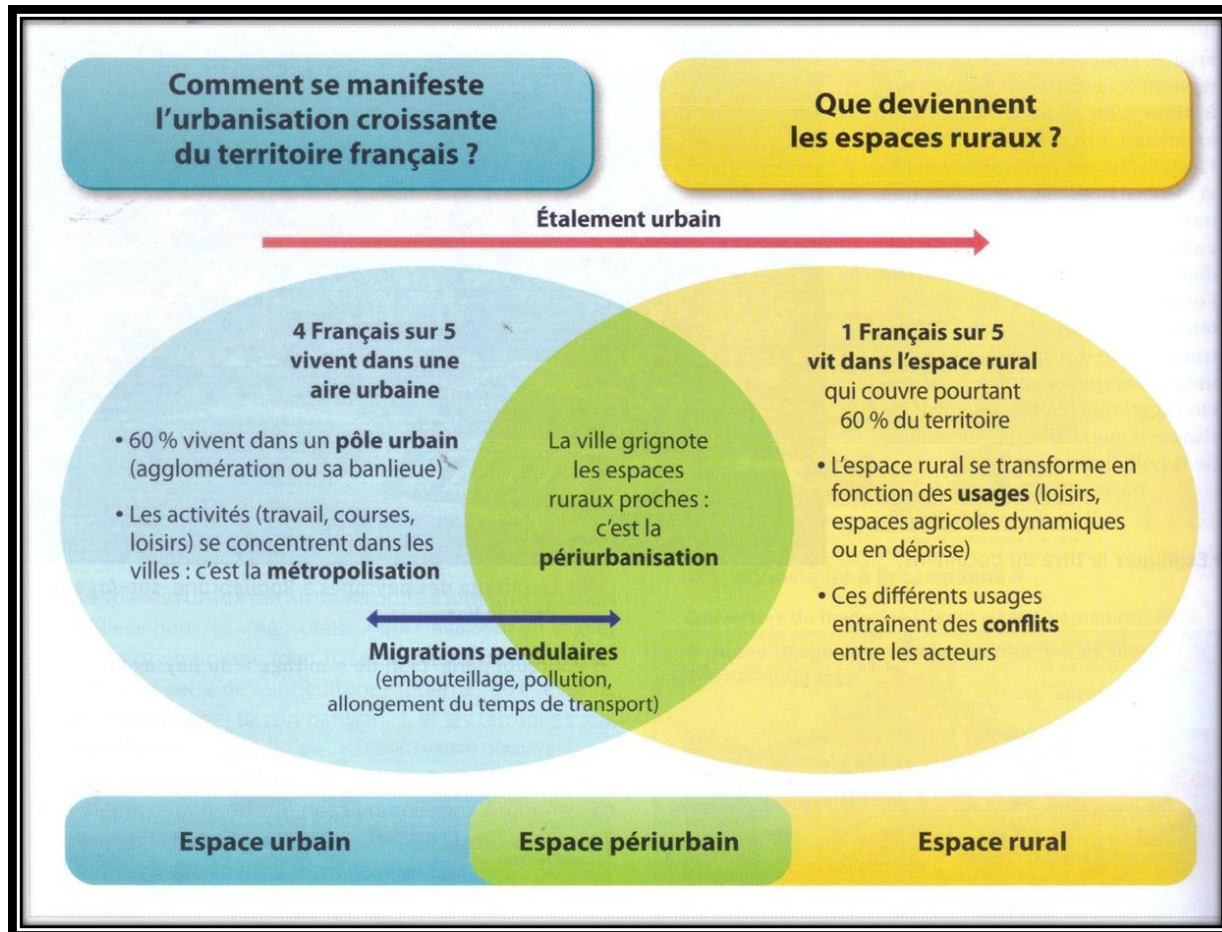 Comment se manifeste
l'urbanisation croissante
du territoire français ?
Que deviennent
les espaces ruraux ?
Étalement urbain
4 Français sur 5
vivent dans une
aire urbaine
• 60 % vivent dans un pôle urbain
(agglomération ou sa banlieue)
• Les activités (travail, courses,
loisirs) se concentrent dans les
villes : c'est la métropolisation
La ville grignote
les espaces
ruraux proches :
c'est la
périurbanisation
Migrations pendulaires
(embouteillage, pollution,
allongement du temps de transport)
1 Français sur 5
vit dans l'espace rural
qui couvre pourtant
60 % du territoire
• L'espace rural se transforme en
fonction des usages (loisirs,
espaces agricoles dynamiques
ou en déprise)
• Ces différents usages
entraînent des conflits
entre les acteurs
Espace urbain
Espace périurbain
Espace rural